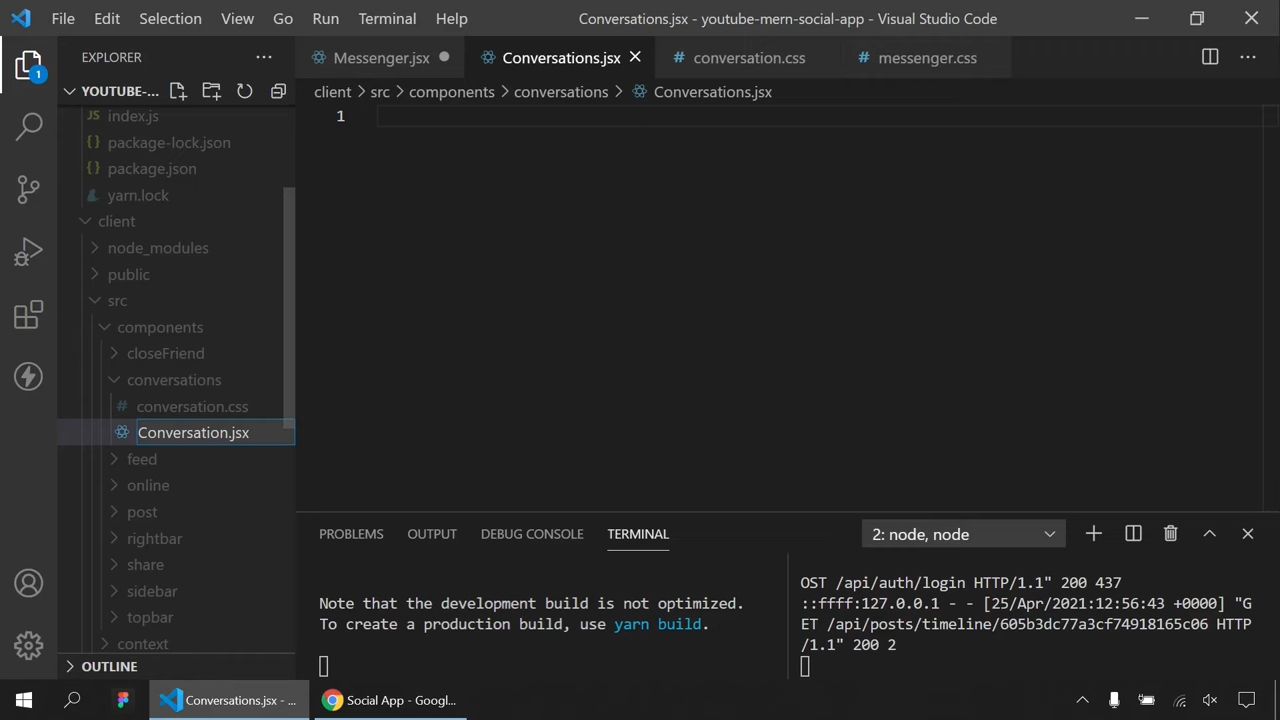 File Edit Selection View Go Run Terminal Help Conversations.jsx - youtube-mern-social-app - Visual Studio Code
EXPLORER
Messenger.jsx Conversations.jsx conversation.css messenger.css
1
YOUTUBE-...
client src components conversations Conversations.jsx
1
JS index.js
{} package-lock.json
{} package.json
yarn.lock
client
node_modules
public
src
components
closeFriend
conversations
# conversation.css
Conversation.jsx
feed
online
post
rightbar
share
sidebar
topbar
context
OUTLINE
PROBLEMS OUTPUT DEBUG CONSOLE TERMINAL 2: node, node
Note that the development build is not optimized.
To create a production build, use yarn build.
OST /api/auth/login HTTP/1.1" 200 437
::ffff:127.0.0.1 - - [25/Apr/2021:12:56:43 +0000] "G
ET /api/posts/timeline/605b3dc77a3cf74918165c06 HTTP
/1.1" 200 2
Conversations.jsx - ... Social App - Googl...